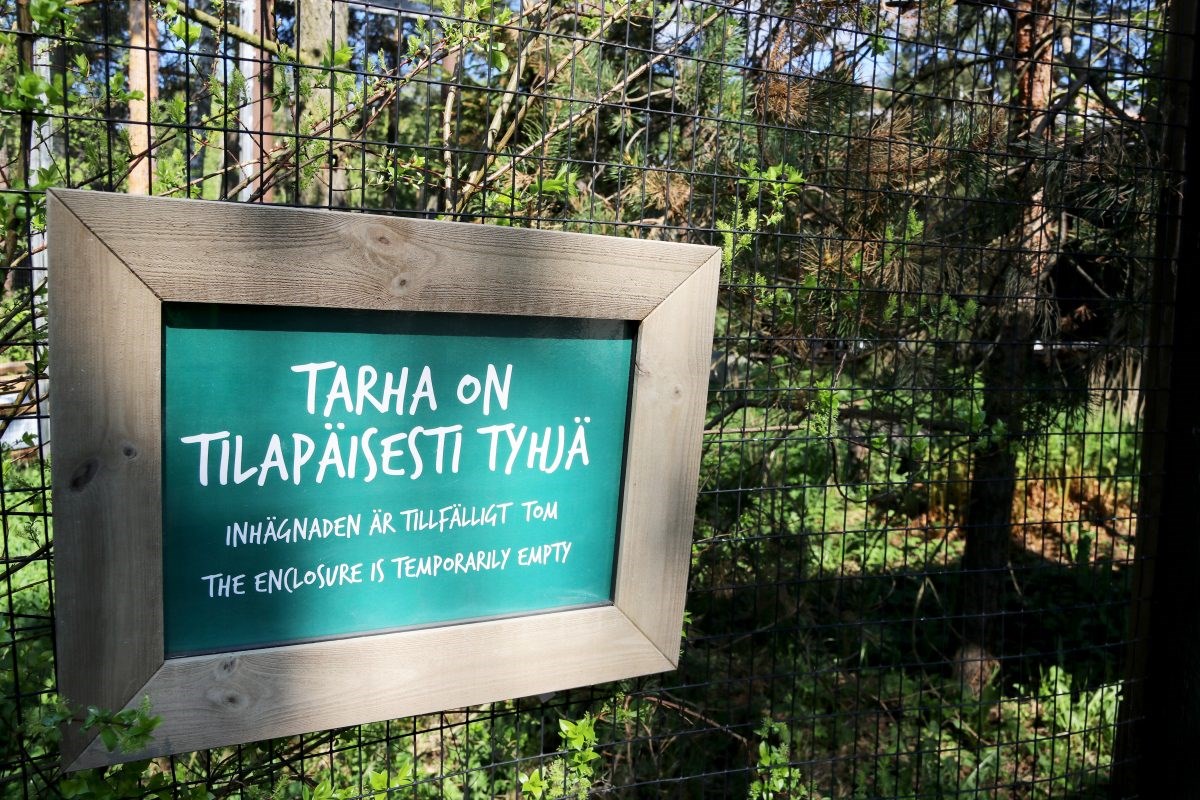 TARHA ON
TILAPÄISESTI TYHJÄ
INHÄGNADEN ÄR TILLFÄLLIGT TOM
THE ENCLOSURE IS TEMPORARILY EMPTY